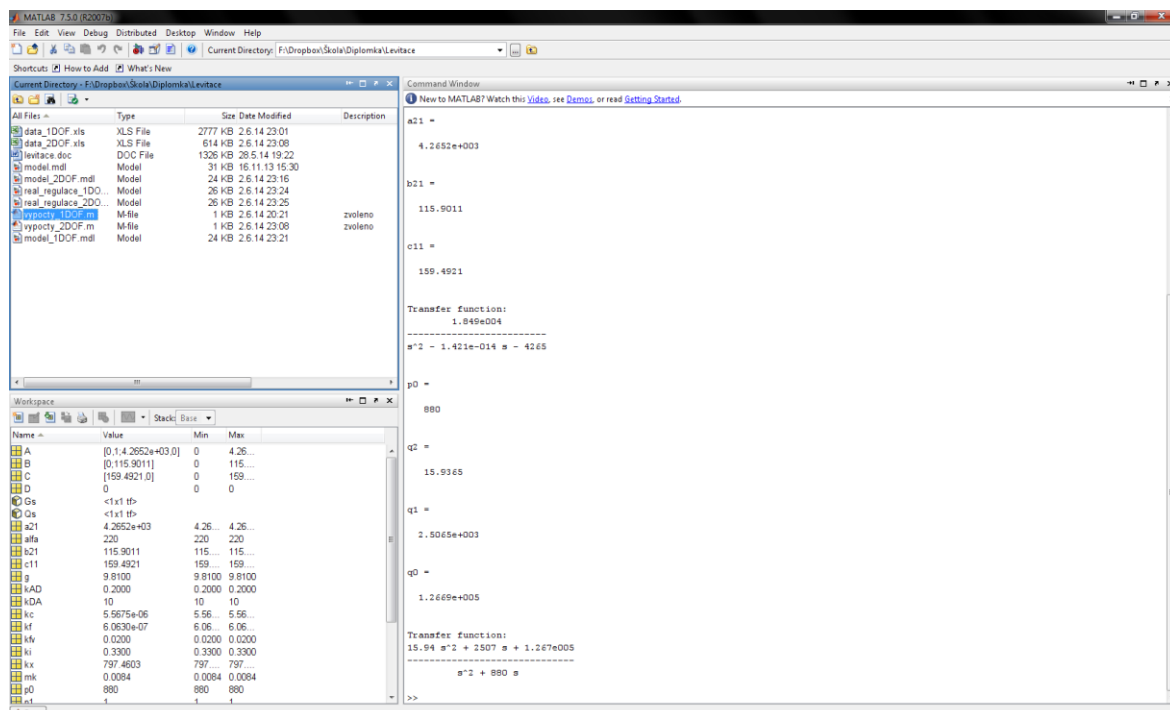 MATLAB 7.5.0 (R2007b)
File Edit View Debug Distributed Desktop Window Help
Current Directory: F:\Dropbox\Škola\Diplomka\Levitace
Shortcuts How to Add What's New
Current Directory - F:\Dropbox\Škola\Diplomka\Levitace
All Files Type Size Date Modified Description
data_1DOF.xls XLS File 2777 KB 2.6.14 23:01
data_2DOF.xls XLS File 614 KB 2.6.14 23:08
levitace.doc DOC File 1326 KB 28.5.14 19:22
model.mdl Model 31 KB 16.11.13 15:30
model_2DOF.mdl Model 24 KB 2.6.14 23:16
real_regulace_1DO... Model 26 KB 2.6.14 23:24
real_regulace_2DO... Model 26 KB 2.6.14 23:25
vypocty_1DOF.m M-file 1 KB 2.6.14 20:21 zvoleno
vypocty_2DOF.m M-file 1 KB 2.6.14 23:08 zvoleno
model_1DOF.mdl Model 24 KB 2.6.14 23:21
Workspace
Stack: Base
Name Value Min Max
A [0,1;4.2652e+03,0] 0 4.26...
B [0;115.9011] 0 115....
C [159.4921,0] 0 159....
D 0 0 0
Gs <1x1 tf>
Qs <1x1 tf>
a21 4.2652e+03 4.26... 4.26...
alfa 220 220 220
b21 115.9011 115.... 115....
c11 159.4921 159.... 159....
g 9.8100 9.8100 9.8100
kAD 0.2000 0.2000 0.2000
kDA 10 10 10
kc 5.5675e-06 5.56... 5.56...
kf 6.0630e-07 6.06... 6.06...
kfv 0.0200 0.0200 0.0200
ki 0.3300 0.3300 0.3300
kx 797.4603 797.... 797....
mk 0.0084 0.0084 0.0084
p0 880 880 880
Command Window
New to MATLAB? Watch this Video, see Demos, or read Getting Started.
a21 =
4.2652e+003
b21 =
115.9011
c11 =
159.4921
Transfer function:
1.849e004
-------------------------
s^2 - 1.421e-014 s - 4265
p0 =
880
q2 =
15.9365
q1 =
2.5065e+003
q0 =
1.2669e+005
Transfer function:
15.94 s^2 + 2507 s + 1.267e005
------------------------------
s^2 + 880 s
>>